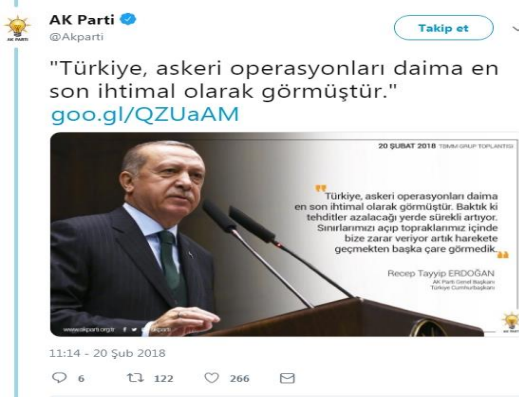 AK Parti
@Akparti
Takip et
"Türkiye, askeri operasyonları daima en
son ihtimal olarak görmüştür."
goo.gl/QZUaAM
20 ŞUBAT 2018 TBMM GRUP TOPLANTISI
Türkiye, askeri operasyonları daima
en son ihtimal olarak görmüştür. Baktık ki
tehditler azalacağı yerde sürekli artıyor.
Sınırlarımızı açıp topraklarımız içinde
bize zarar veriyor artık harekete
geçmekten başka çare görmedik.
Recep Tayyip ERDOĞAN
AK Parti Genel Başkanı
Türkiye Cumhurbaşkanı
www.akparti.org.tr akparti
11:14 - 20 Şub 2018
6 122 266